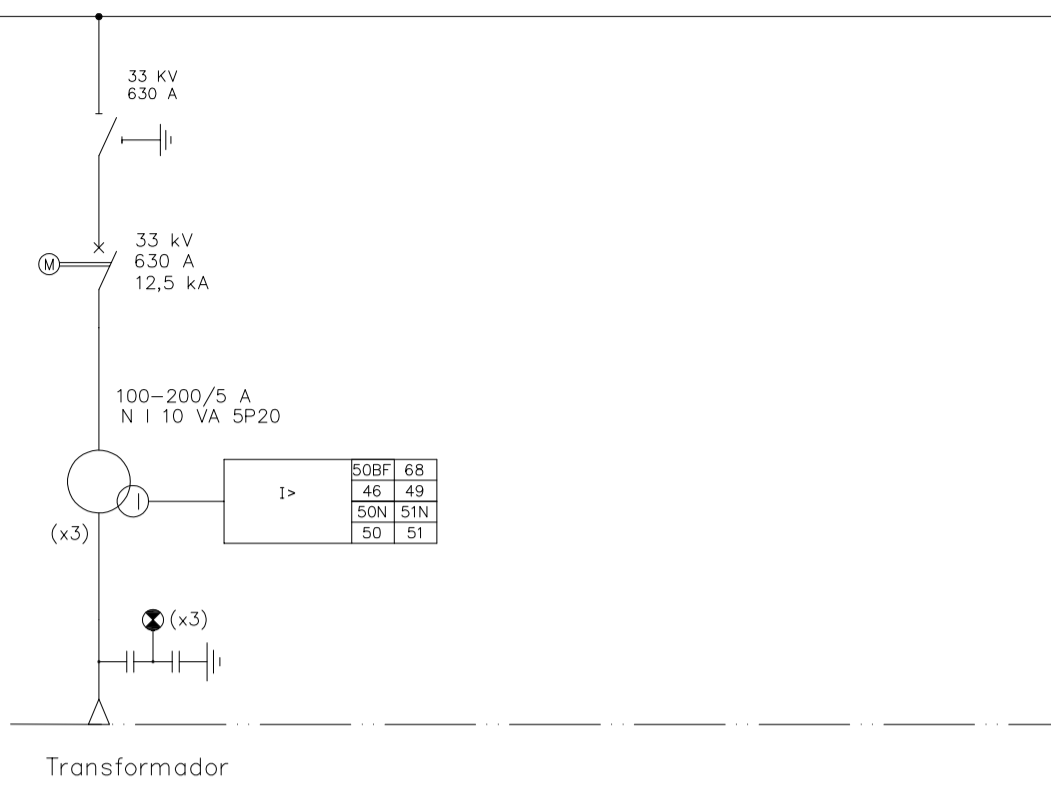 33 KV
630 A
M
33 kV
630 A
12,5 kA
100-200/5 A
N I 10 VA 5P20
I
(x3)
I>
50BF 68
46 49
50N 51N
50 51
(x3)
Transformador